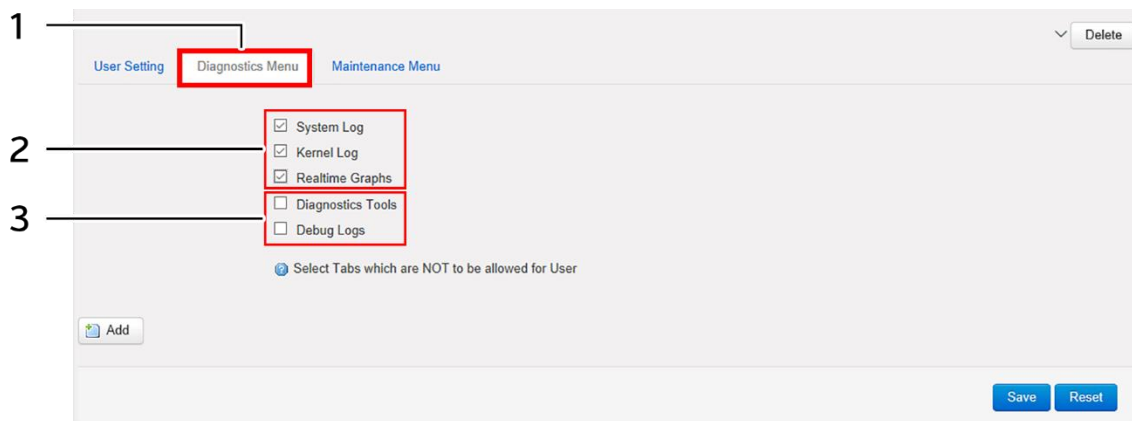 1
Delete
User Setting Diagnostics Menu Maintenance Menu
System Log
2 Kernel Log
Realtime Graphs
Diagnostics Tools
3 Debug Logs
Select Tabs which are NOT to be allowed for User
Add
Save Reset